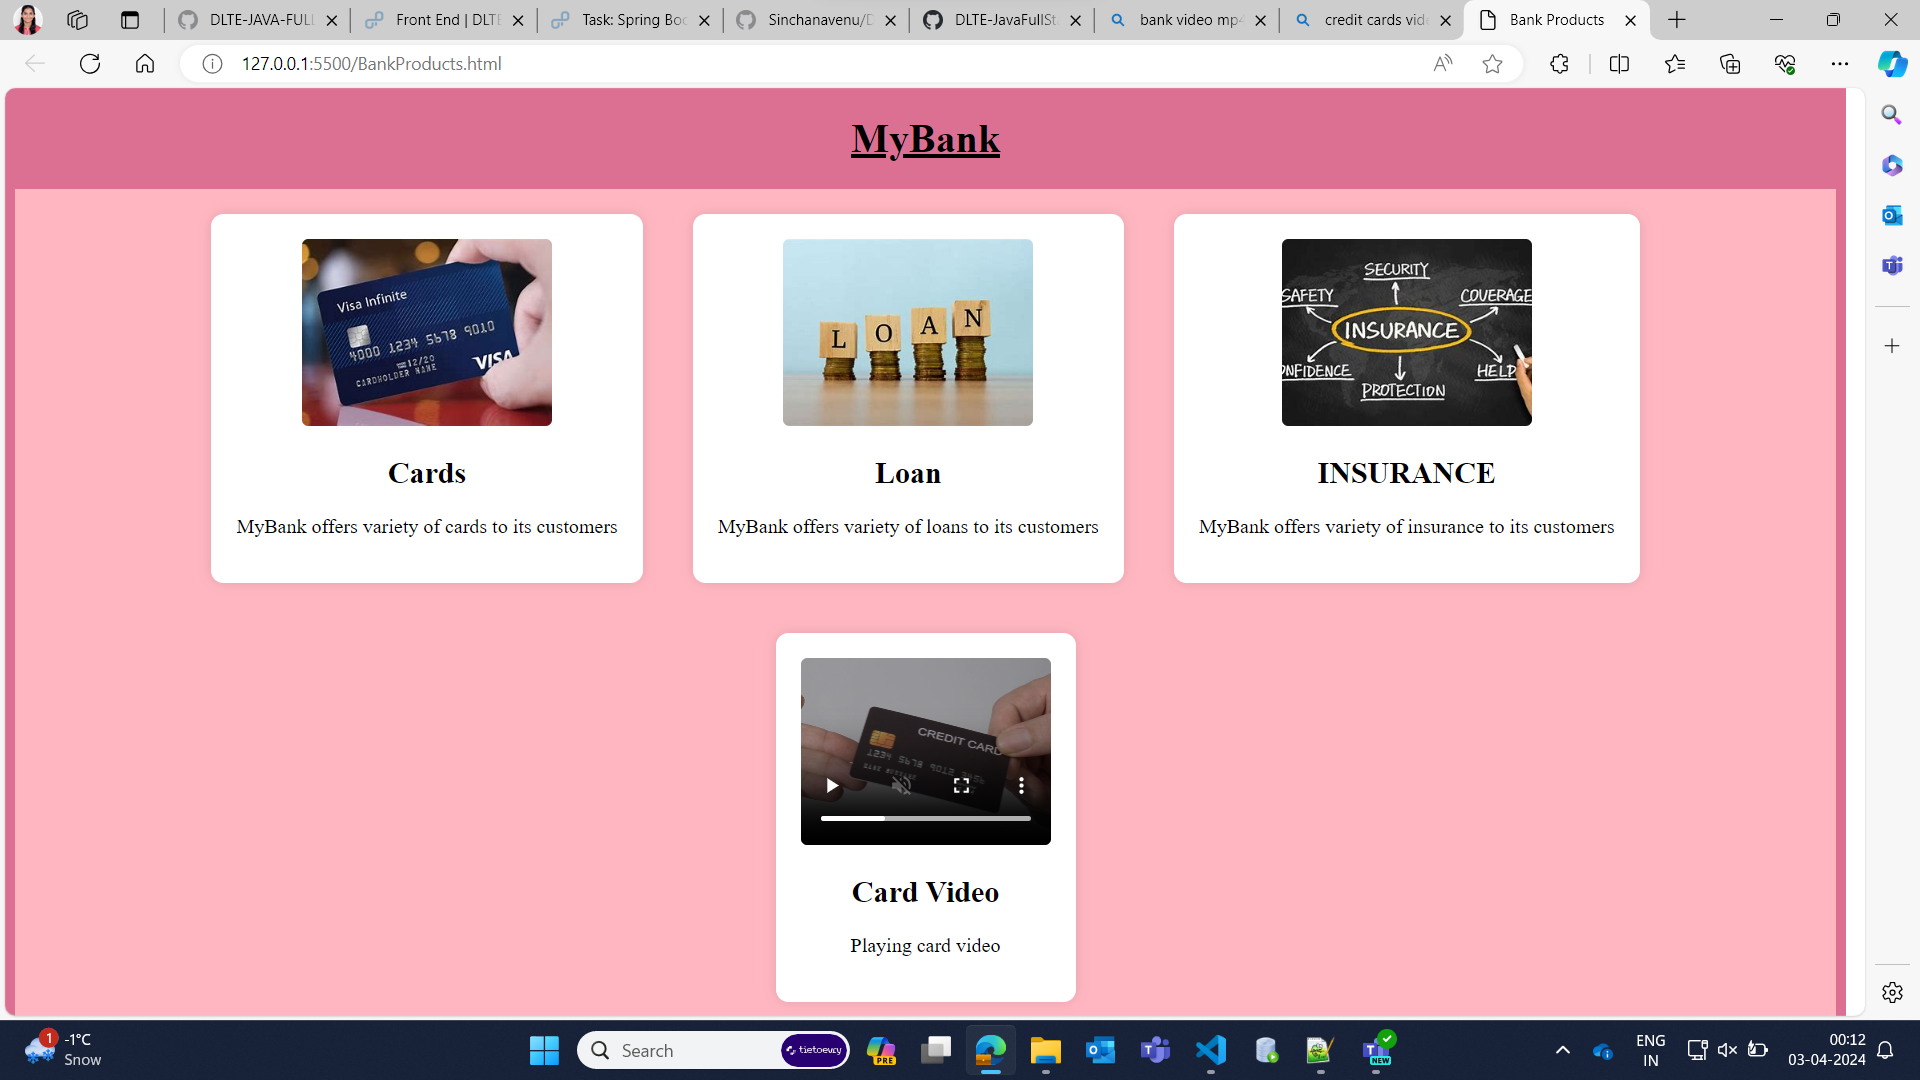 DLTE-JAVA-FULL
Front End | DLTE
Task: Spring Boo
Sinchanavenu/D
DLTE-JavaFullSt
bank video mp4
credit cards vide
Bank Products
127.0.0.1:5500/BankProducts.html
MyBank
Visa Infinite
4000 1234 5678 9010
12/20
CARDHOLDER NAME
VISA
L O A N
SECURITY
SAFETY
COVERAGE
INSURANCE
ONFIDENCE
HELP
PROTECTION
Cards
Loan
INSURANCE
MyBank offers variety of cards to its customers
MyBank offers variety of loans to its customers
MyBank offers variety of insurance to its customers
CREDIT CARD
1234 5678 9012 3456
Card Video
Playing card video
1
-1°C
Snow
Search
tietoevry
PRE
NEW
ENG
IN
00:12
03-04-2024